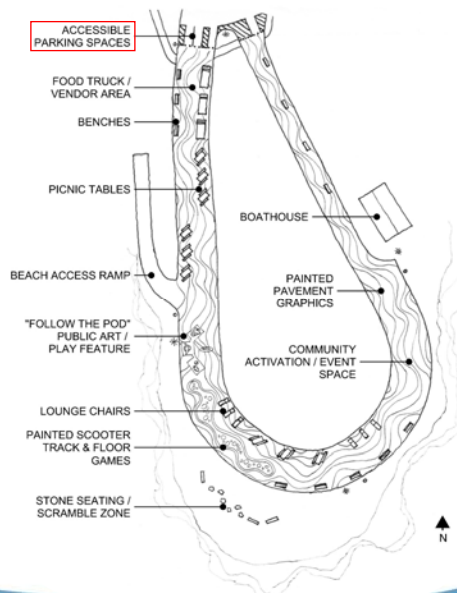 ACCESSIBLE
PARKING SPACES
FOOD TRUCK /
VENDOR AREA
BENCHES
PICNIC TABLES
BOATHOUSE
BEACH ACCESS RAMP
PAINTED
PAVEMENT
GRAPHICS
"FOLLOW THE POD"
PUBLIC ART /
PLAY FEATURE
COMMUNITY
ACTIVATION / EVENT
SPACE
LOUNGE CHAIRS
PAINTED SCOOTER
TRACK & FLOOR
GAMES
STONE SEATING /
SCRAMBLE ZONE
N